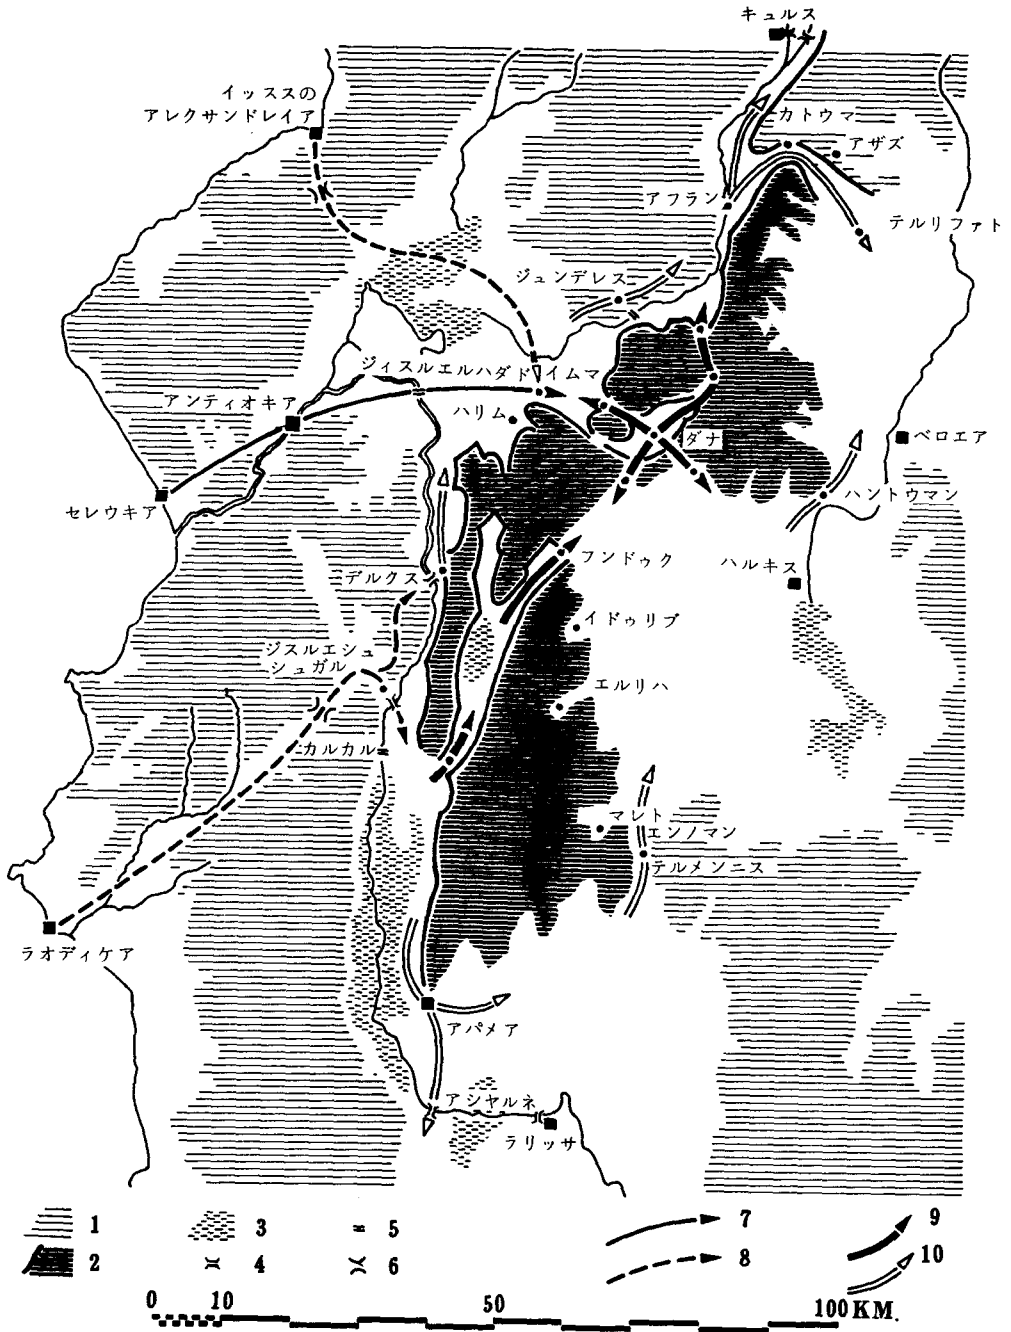 キュルス
イッススの
アレクサンドレイア
カトウマ
アザズ
アフラン
テルリファト
ジュンデレス
ジィスルエルハダド
イムマ
アンティオキア
ハリム
ダナ
ベロエア
セレウキア
ハントウマン
フンドゥク
ハルキス
デルクス
イドゥリブ
ジスルエシュ
シュガル
エルリハ
カルカル
マレト
エンノマン
テルメンニス
ラオディケア
アパメア
アシヤルネ
ラリッサ
1 3 5 7 9
2 4 6 8 10
0 10 50 100 KM.